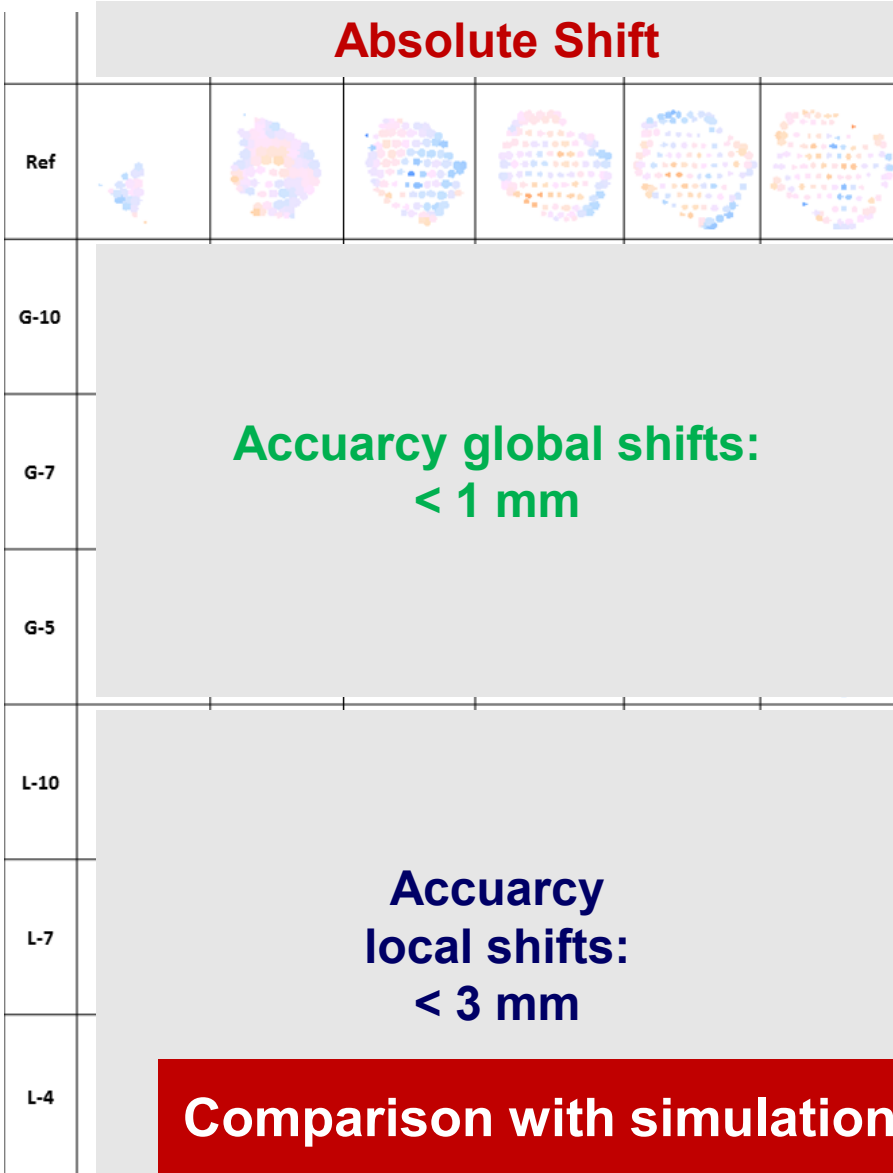 Absolute Shift
Ref
G-10
Accuarcy global shifts:
G-7
< 1 mm
G-5
L-10
Accuarcy
L-7
local shifts:
< 3 mm
L-4
Comparison with simulation